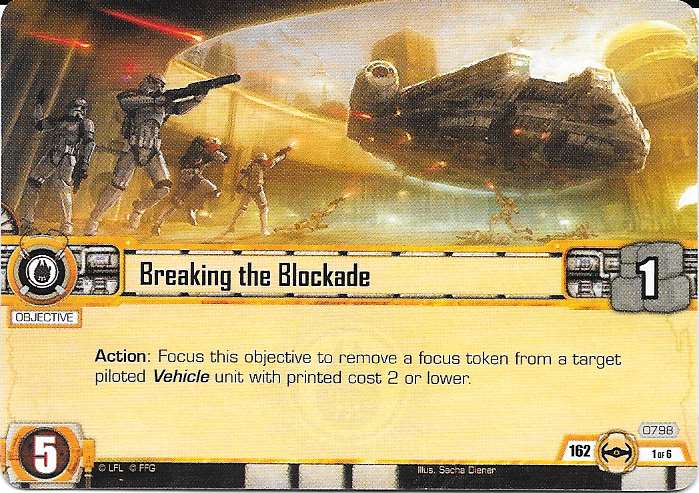 Breaking the Blockade
1
OBJECTIVE
Action: Focus this objective to remove a focus token from a target
piloted Vehicle unit with printed cost 2 or lower.
0798
5
162
1 OF 6
© LFL © FFG
Illus. Sacha Diener